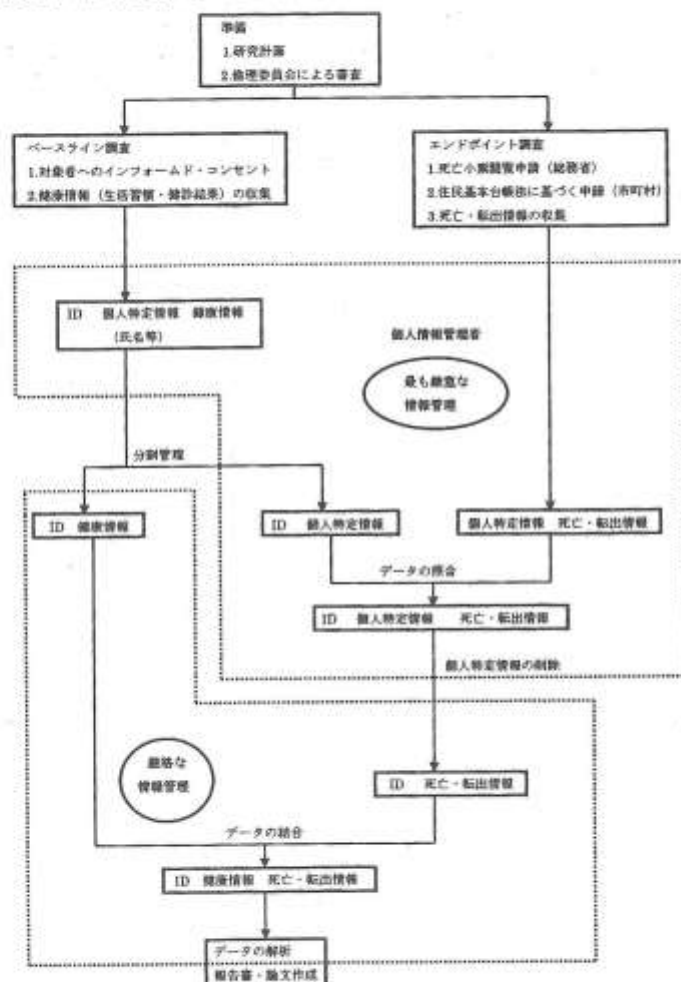 準備
1.研究計画
2.倫理委員会による審査
ベースライン調査
1.対象者へのインフォームド・コンセント
2.健康情報(生活習慣・健診結果)の収集
エンドポイント調査
1.死亡小票閲覧申請(総務省)
2.住民基本台帳法に基づく申請(市町村)
3.死亡・転出情報の収集
ID 個人特定情報 健康情報
(氏名等)
個人情報管理者
最も厳重な
情報管理
分割管理
ID 健康情報
ID 個人特定情報
個人特定情報 死亡・転出情報
データの照合
ID 個人特定情報 死亡・転出情報
個人特定情報の削除
厳格な
情報管理
ID 死亡・転出情報
データの結合
ID 健康情報 死亡・転出情報
データの解析
報告書・論文作成